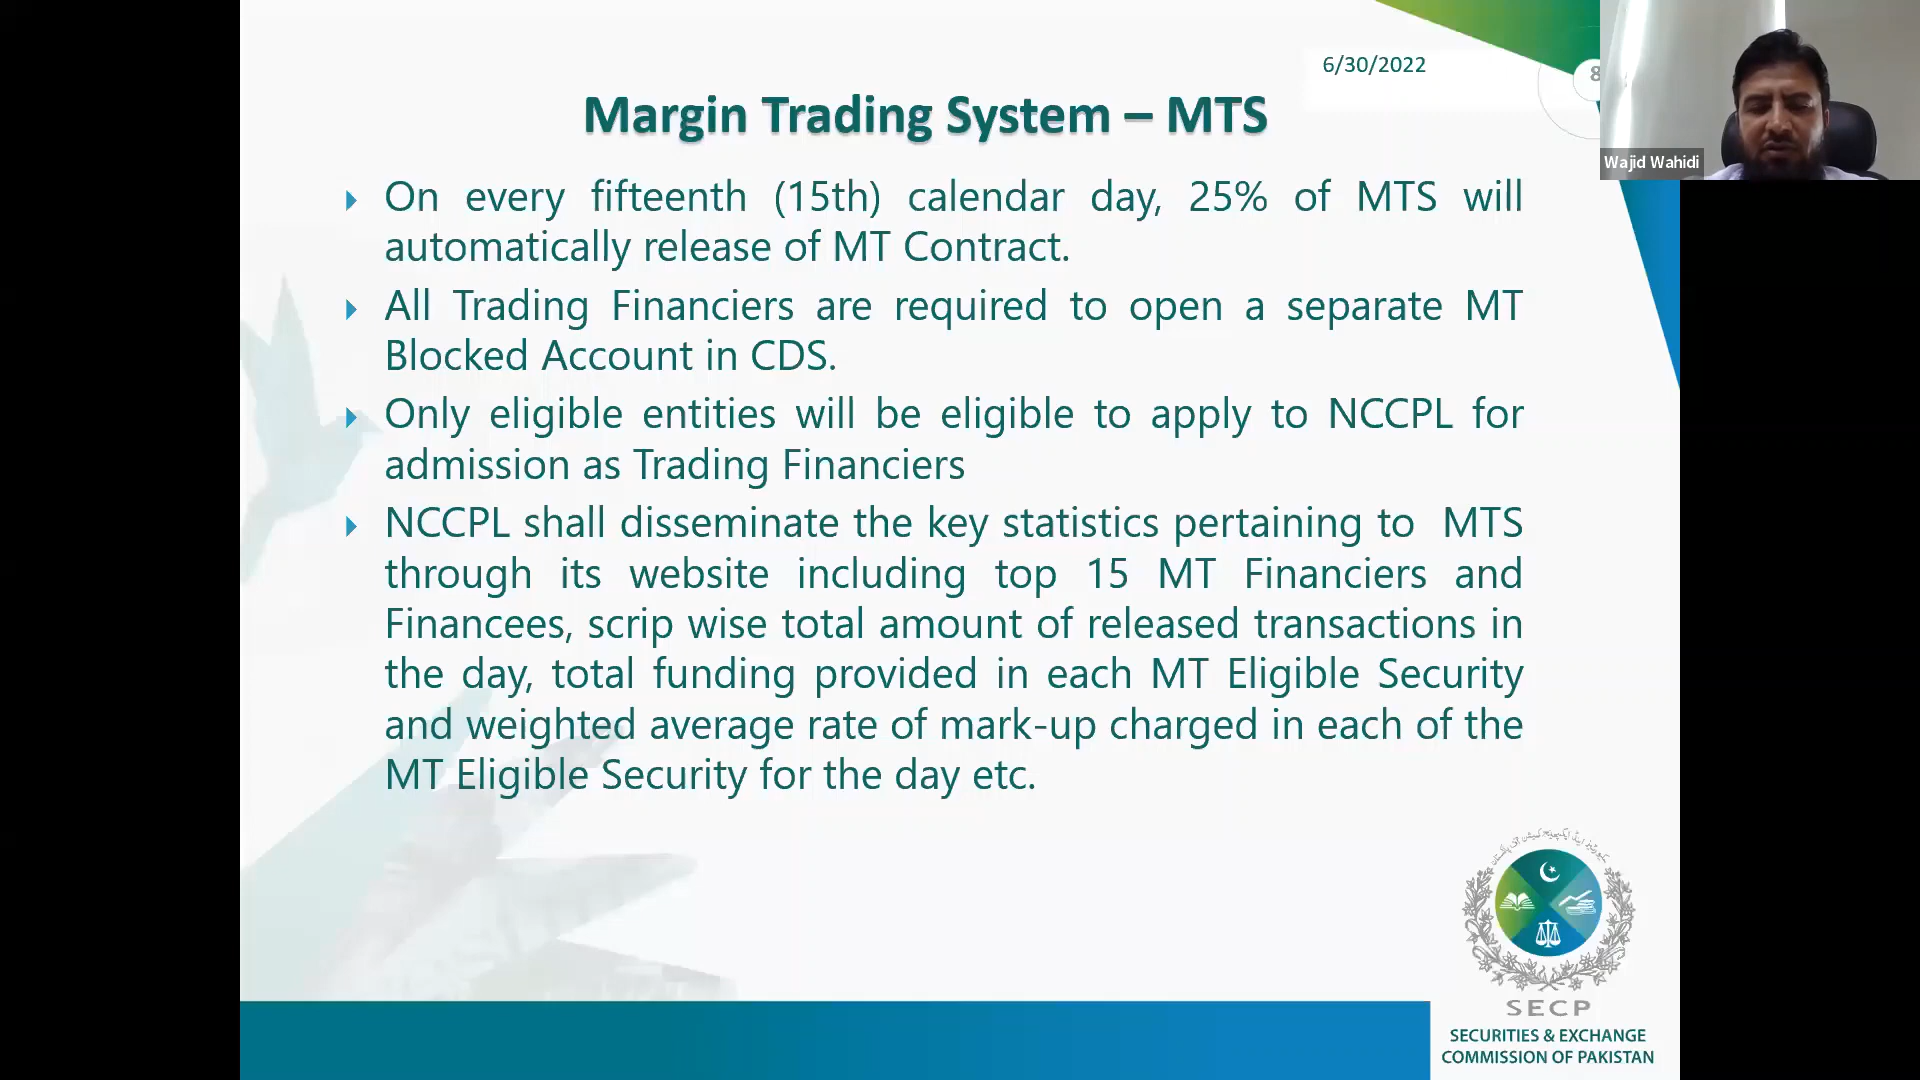 6/30/2022
8
Margin Trading System – MTS
Wajid Wahidi
On every fifteenth (15th) calendar day, 25% of MTS will
automatically release of MT Contract.
All Trading Financiers are required to open a separate MT
Blocked Account in CDS.
Only eligible entities will be eligible to apply to NCCPL for
admission as Trading Financiers
NCCPL shall disseminate the key statistics pertaining to MTS
through its website including top 15 MT Financiers and
Financees, scrip wise total amount of released transactions in
the day, total funding provided in each MT Eligible Security
and weighted average rate of mark-up charged in each of the
MT Eligible Security for the day etc.
SECP
SECURITIES & EXCHANGE
COMMISSION OF PAKISTAN